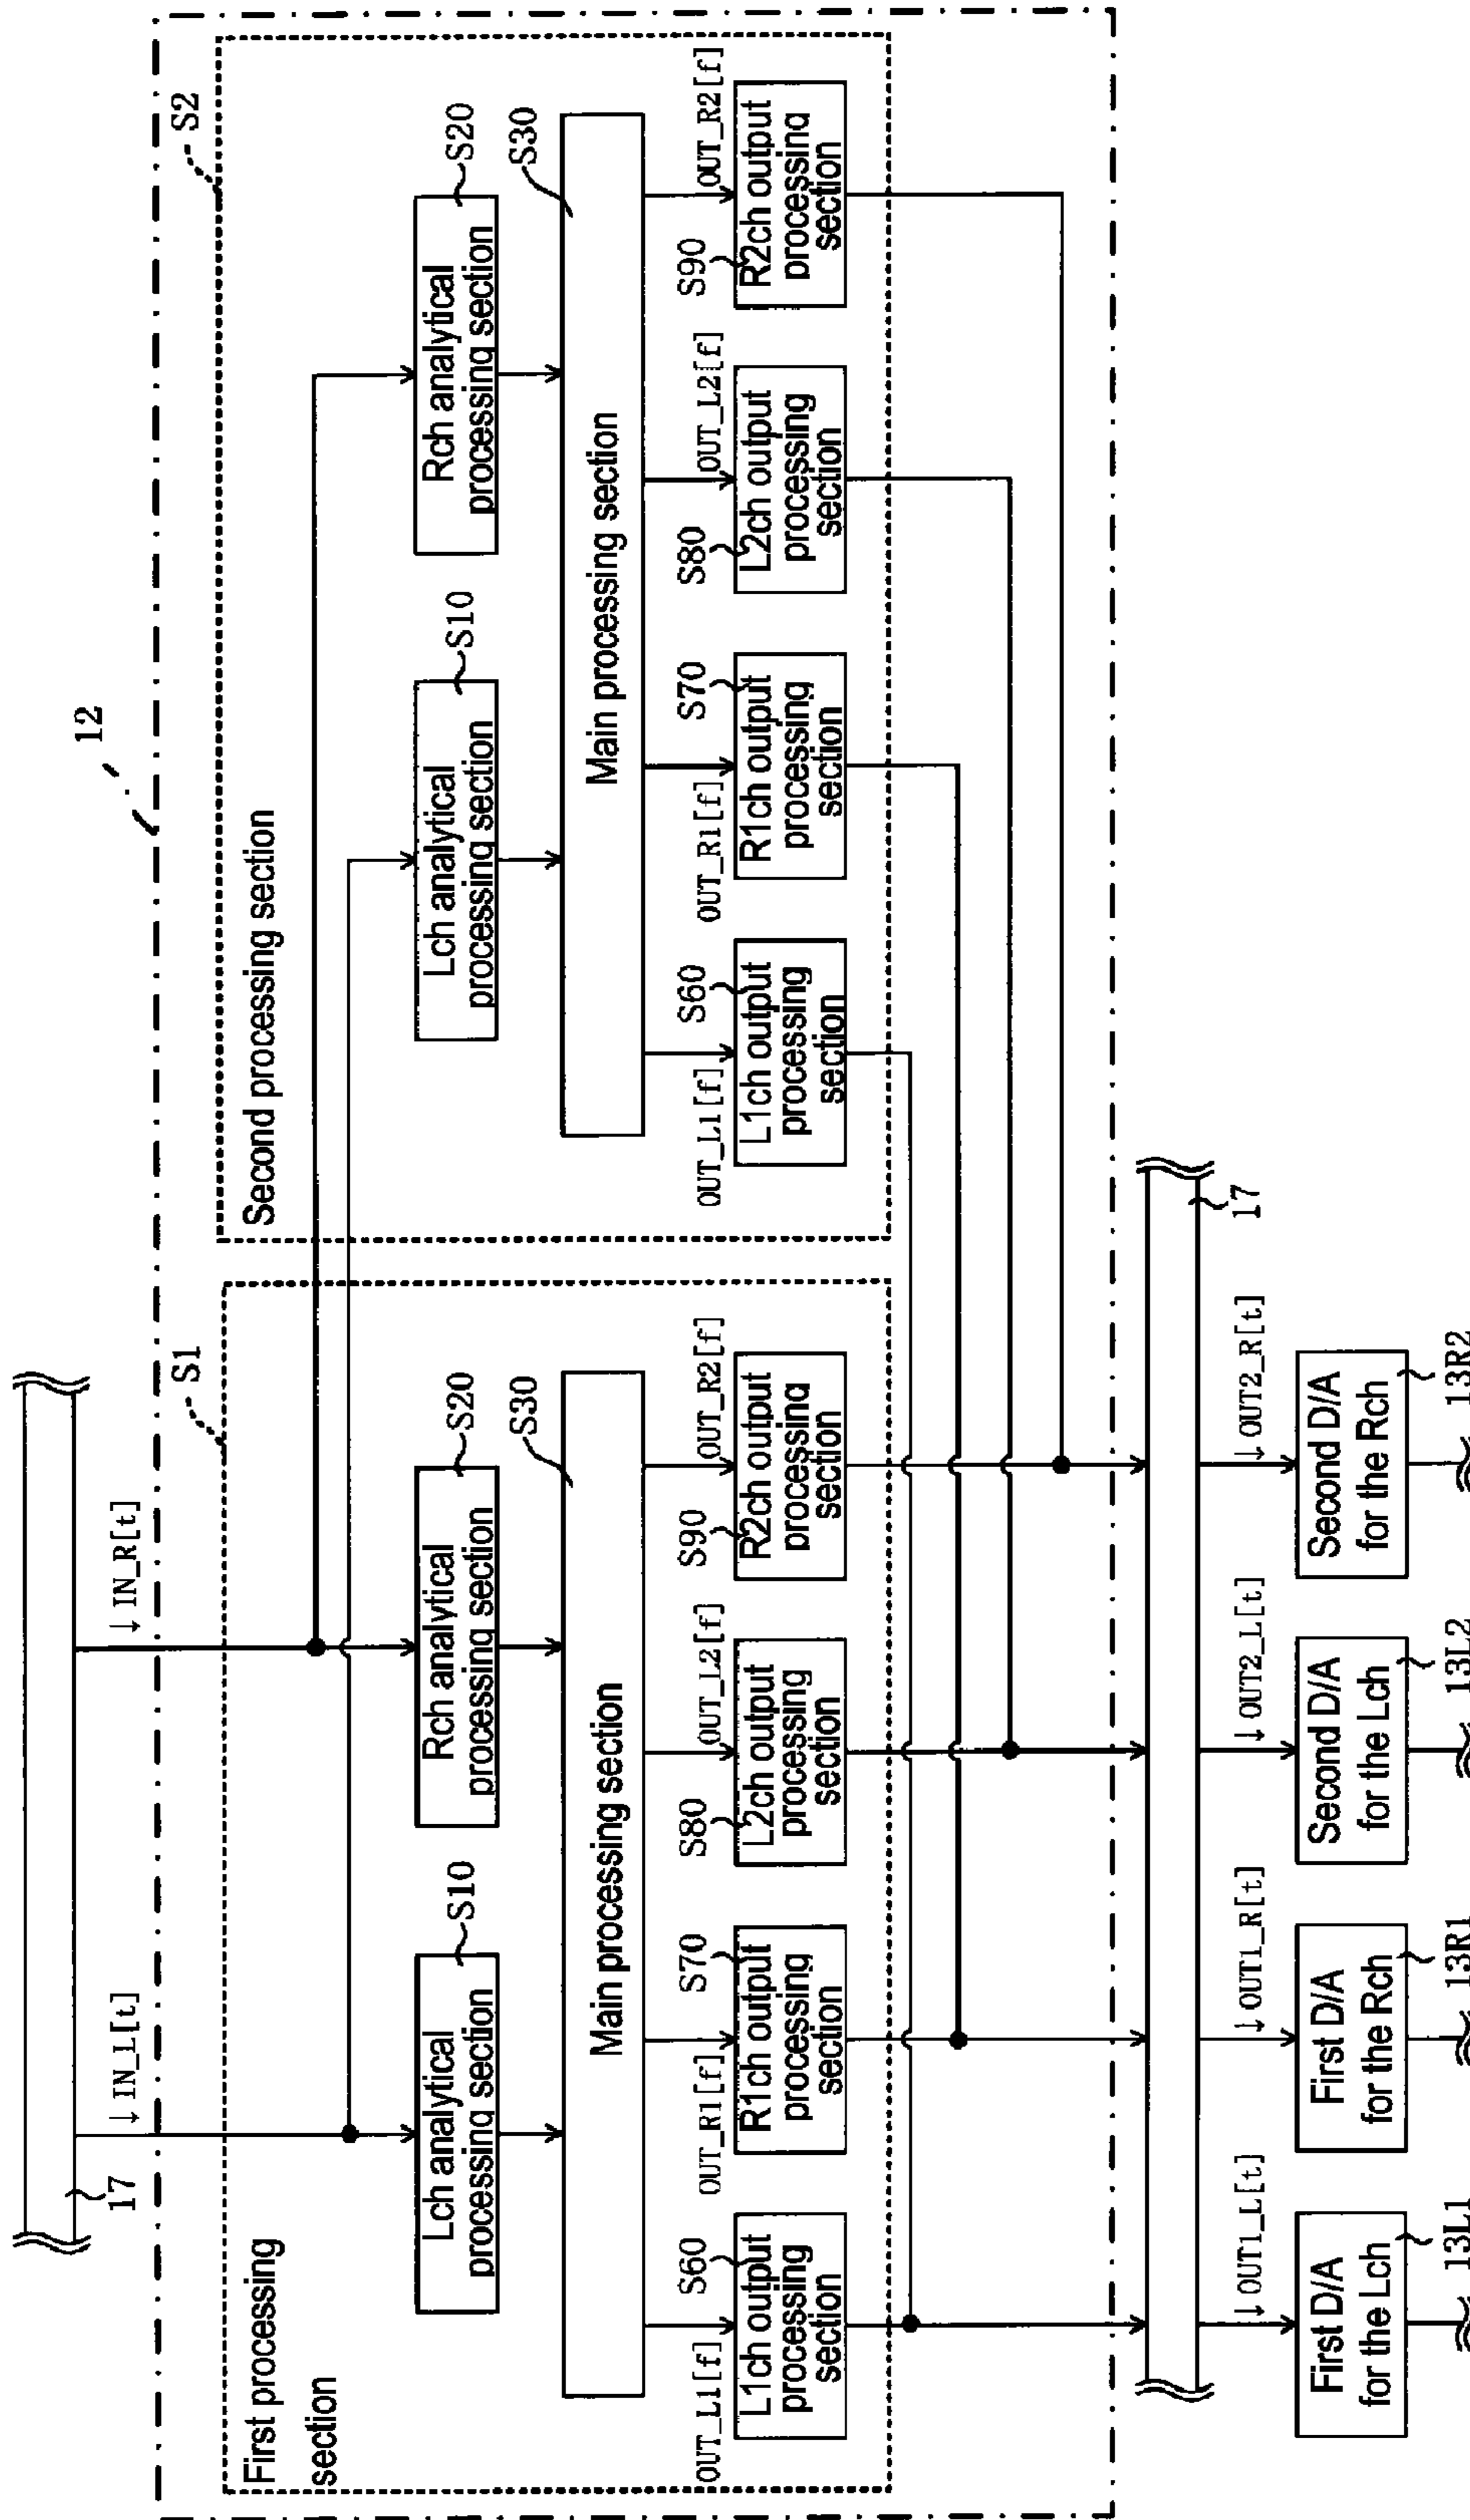 12
17
↓ IN_L[t]
↓ IN_R[t]
First processing
section
S1
Lch analytical
processing section
S10
Rch analytical
processing section
S20
Main processing section
S30
OUT_L1[f]
OUT_R1[f]
OUT_L2[f]
OUT_R2[f]
S60
L1ch output
processing
section
S70
R1ch output
processing
section
S80
L2ch output
processing
section
S90
R2ch output
processing
section
Second processing section
S2
Lch analytical
processing section
S10
Rch analytical
processing section
S20
Main processing section
S30
OUT_L1[f]
OUT_R1[f]
OUT_L2[f]
OUT_R2[f]
S60
L1ch output
processing
section
S70
R1ch output
processing
section
S80
L2ch output
processing
section
S90
R2ch output
processing
section
17
↓ OUT1_L[t]
↓ OUT1_R[t]
↓ OUT2_L[t]
↓ OUT2_R[t]
First D/A
for the Lch
13L1
First D/A
for the Rch
13R1
Second D/A
for the Lch
13L2
Second D/A
for the Rch
13R2